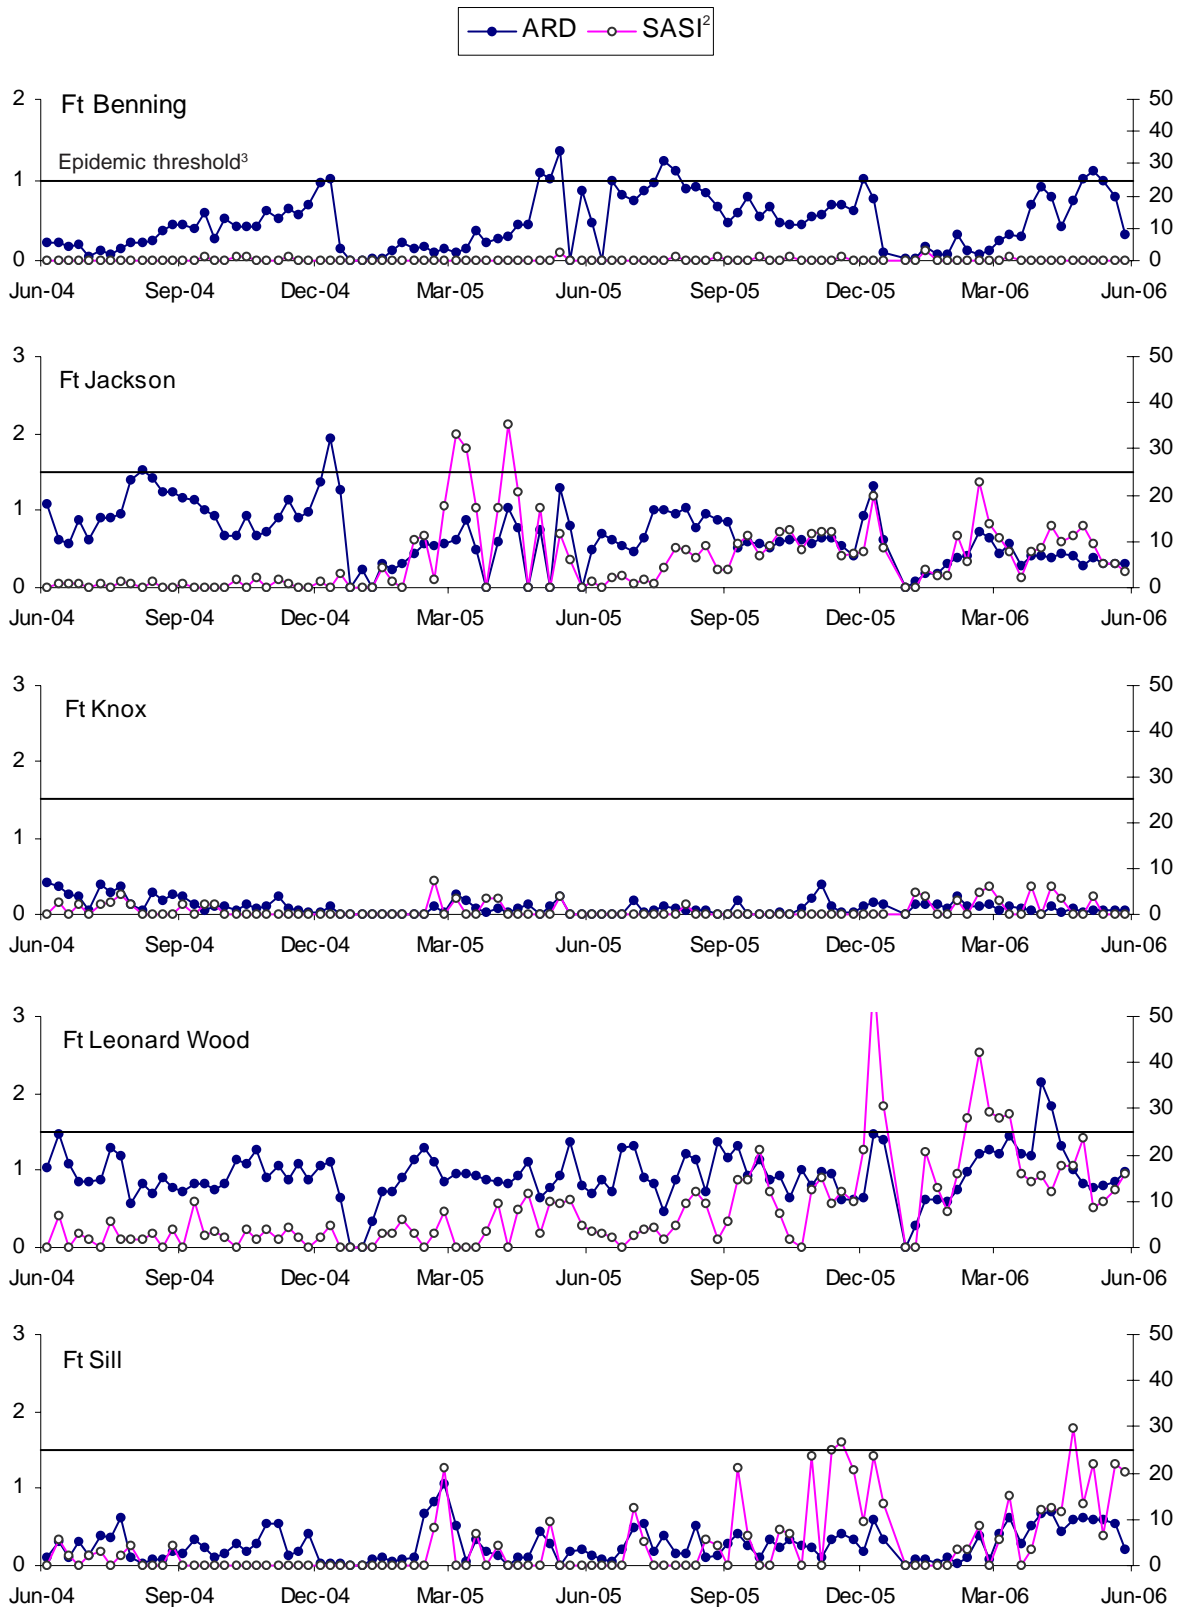 ARD SASI²
2 Ft Benning 50
40
Epidemic threshold³ 30
1 20
10
0 0
Jun-04 Sep-04 Dec-04 Mar-05 Jun-05 Sep-05 Dec-05 Mar-06 Jun-06
3 50
Ft Jackson
40
2 30
20
1
10
0 0
Jun-04 Sep-04 Dec-04 Mar-05 Jun-05 Sep-05 Dec-05 Mar-06 Jun-06
3 50
Ft Knox
40
2 30
20
1
10
0 0
Jun-04 Sep-04 Dec-04 Mar-05 Jun-05 Sep-05 Dec-05 Mar-06 Jun-06
3 50
Ft Leonard Wood
40
2 30
20
1
10
0 0
Jun-04 Sep-04 Dec-04 Mar-05 Jun-05 Sep-05 Dec-05 Mar-06 Jun-06
3 50
Ft Sill
40
2 30
20
1
10
0 0
Jun-04 Sep-04 Dec-04 Mar-05 Jun-05 Sep-05 Dec-05 Mar-06 Jun-06